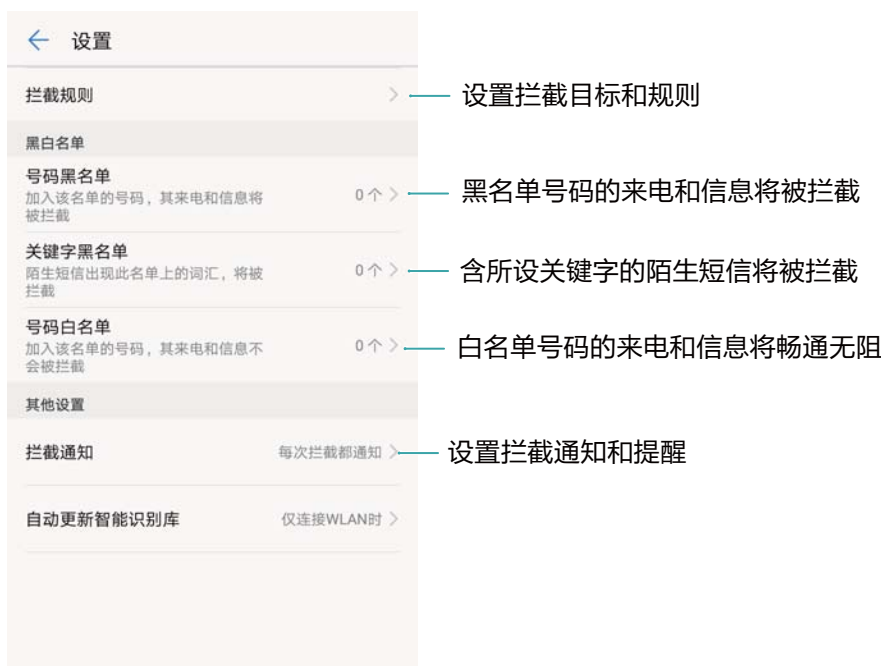 设置
拦截规则
设置拦截目标和规则
黑白名单
号码黑名单
加入该名单的号码，其来电和信息将
被拦截
0 个
黑名单号码的来电和信息将被拦截
关键字黑名单
陌生短信出现此名单上的词汇，将被
拦截
0 个
含所设关键字的陌生短信将被拦截
号码白名单
加入该名单的号码，其来电和信息不
会被拦截
0 个
白名单号码的来电和信息将畅通无阻
其他设置
拦截通知
每次拦截都通知
设置拦截通知和提醒
自动更新智能识别库
仅连接WLAN时